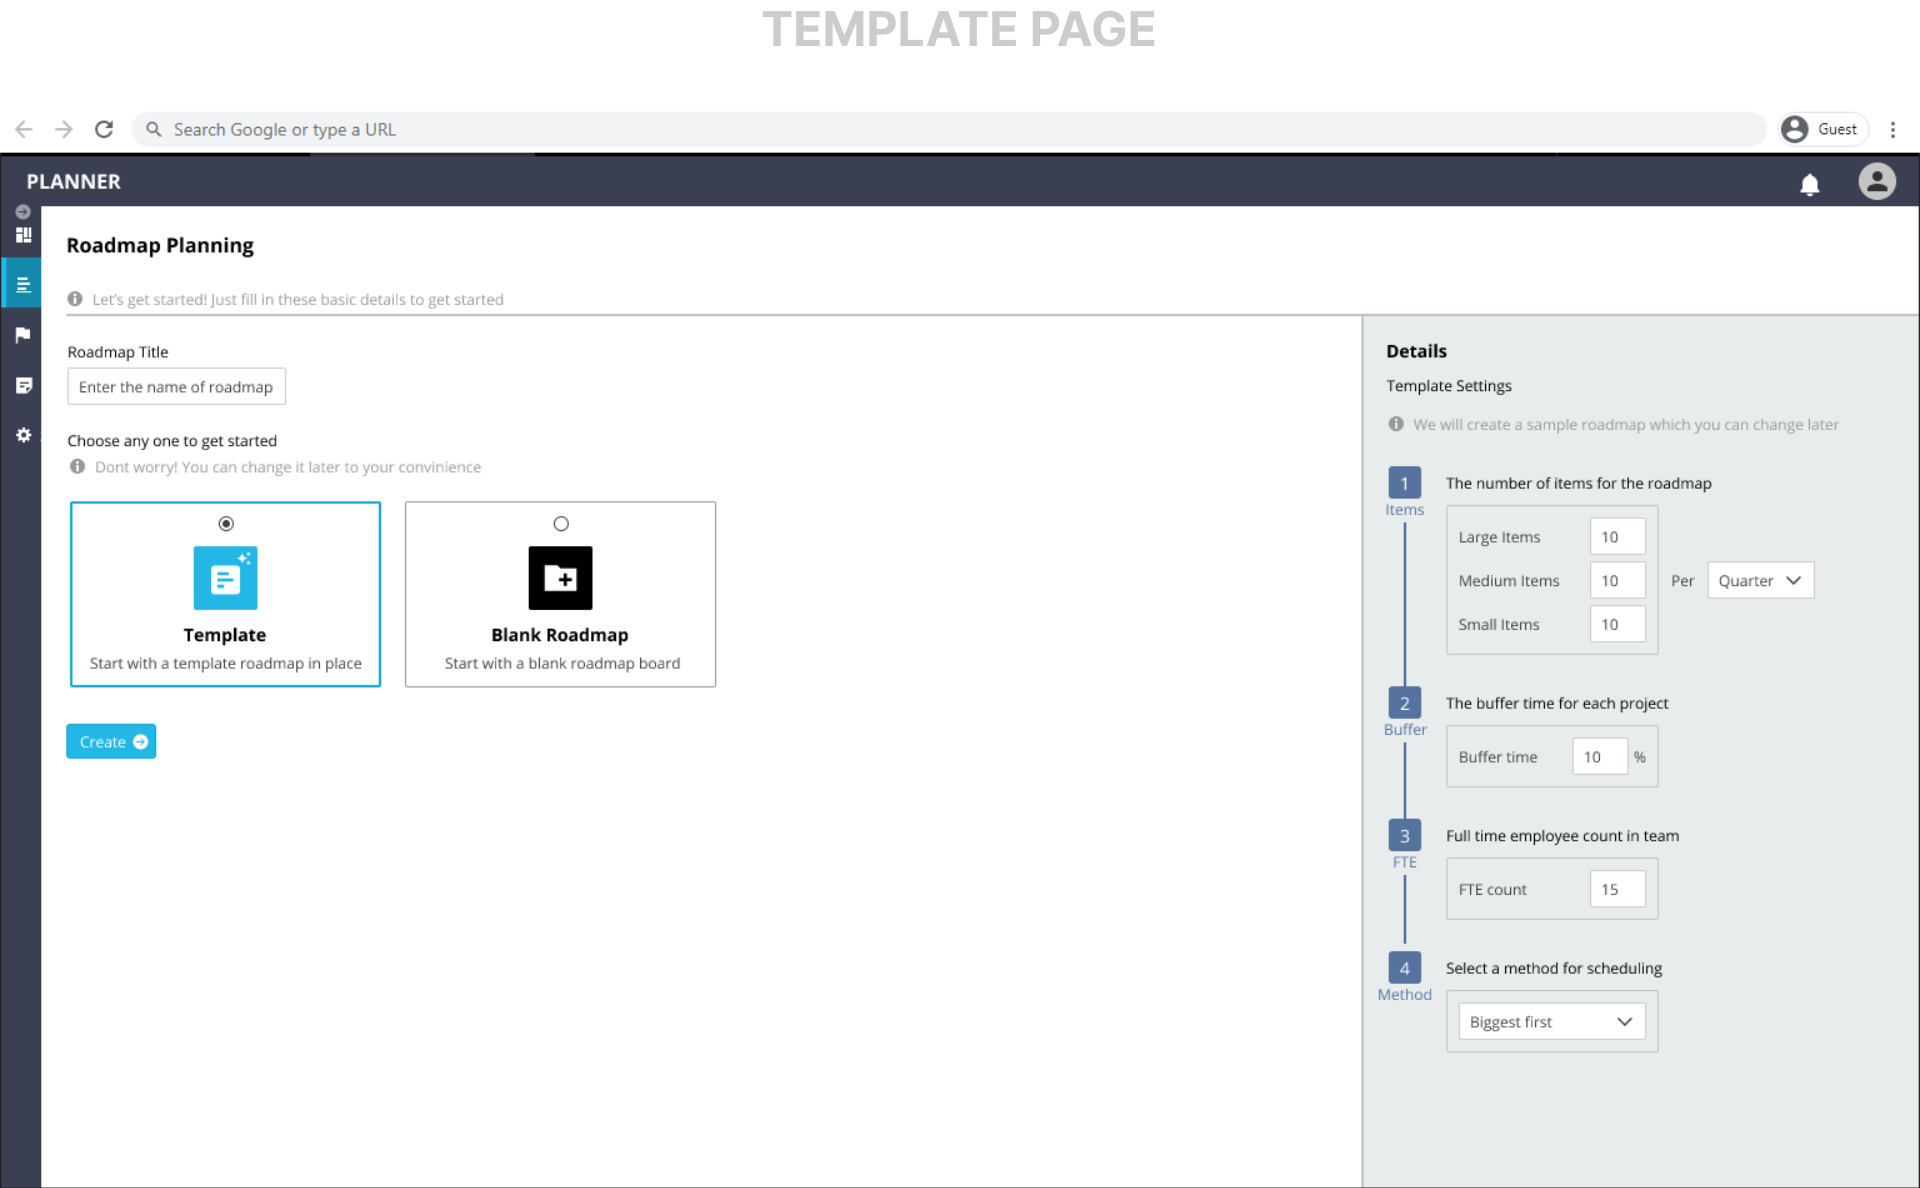 TEMPLATE PAGE
Search Google or type a URL
Guest
PLANNER
Roadmap Planning
Let's get started! Just fill in these basic details to get started
Roadmap Title
Enter the name of roadmap
Choose any one to get started
Dont worry! You can change it later to your convinience
Template
Start with a template roadmap in place
Blank Roadmap
Start with a blank roadmap board
Create
Details
Template Settings
We will create a sample roadmap which you can change later
1
Items
The number of items for the roadmap
Large Items 10
Medium Items 10 Per Quarter
Small Items 10
2
Buffer
The buffer time for each project
Buffer time 10 %
3
FTE
Full time employee count in team
FTE count 15
4
Method
Select a method for scheduling
Biggest first